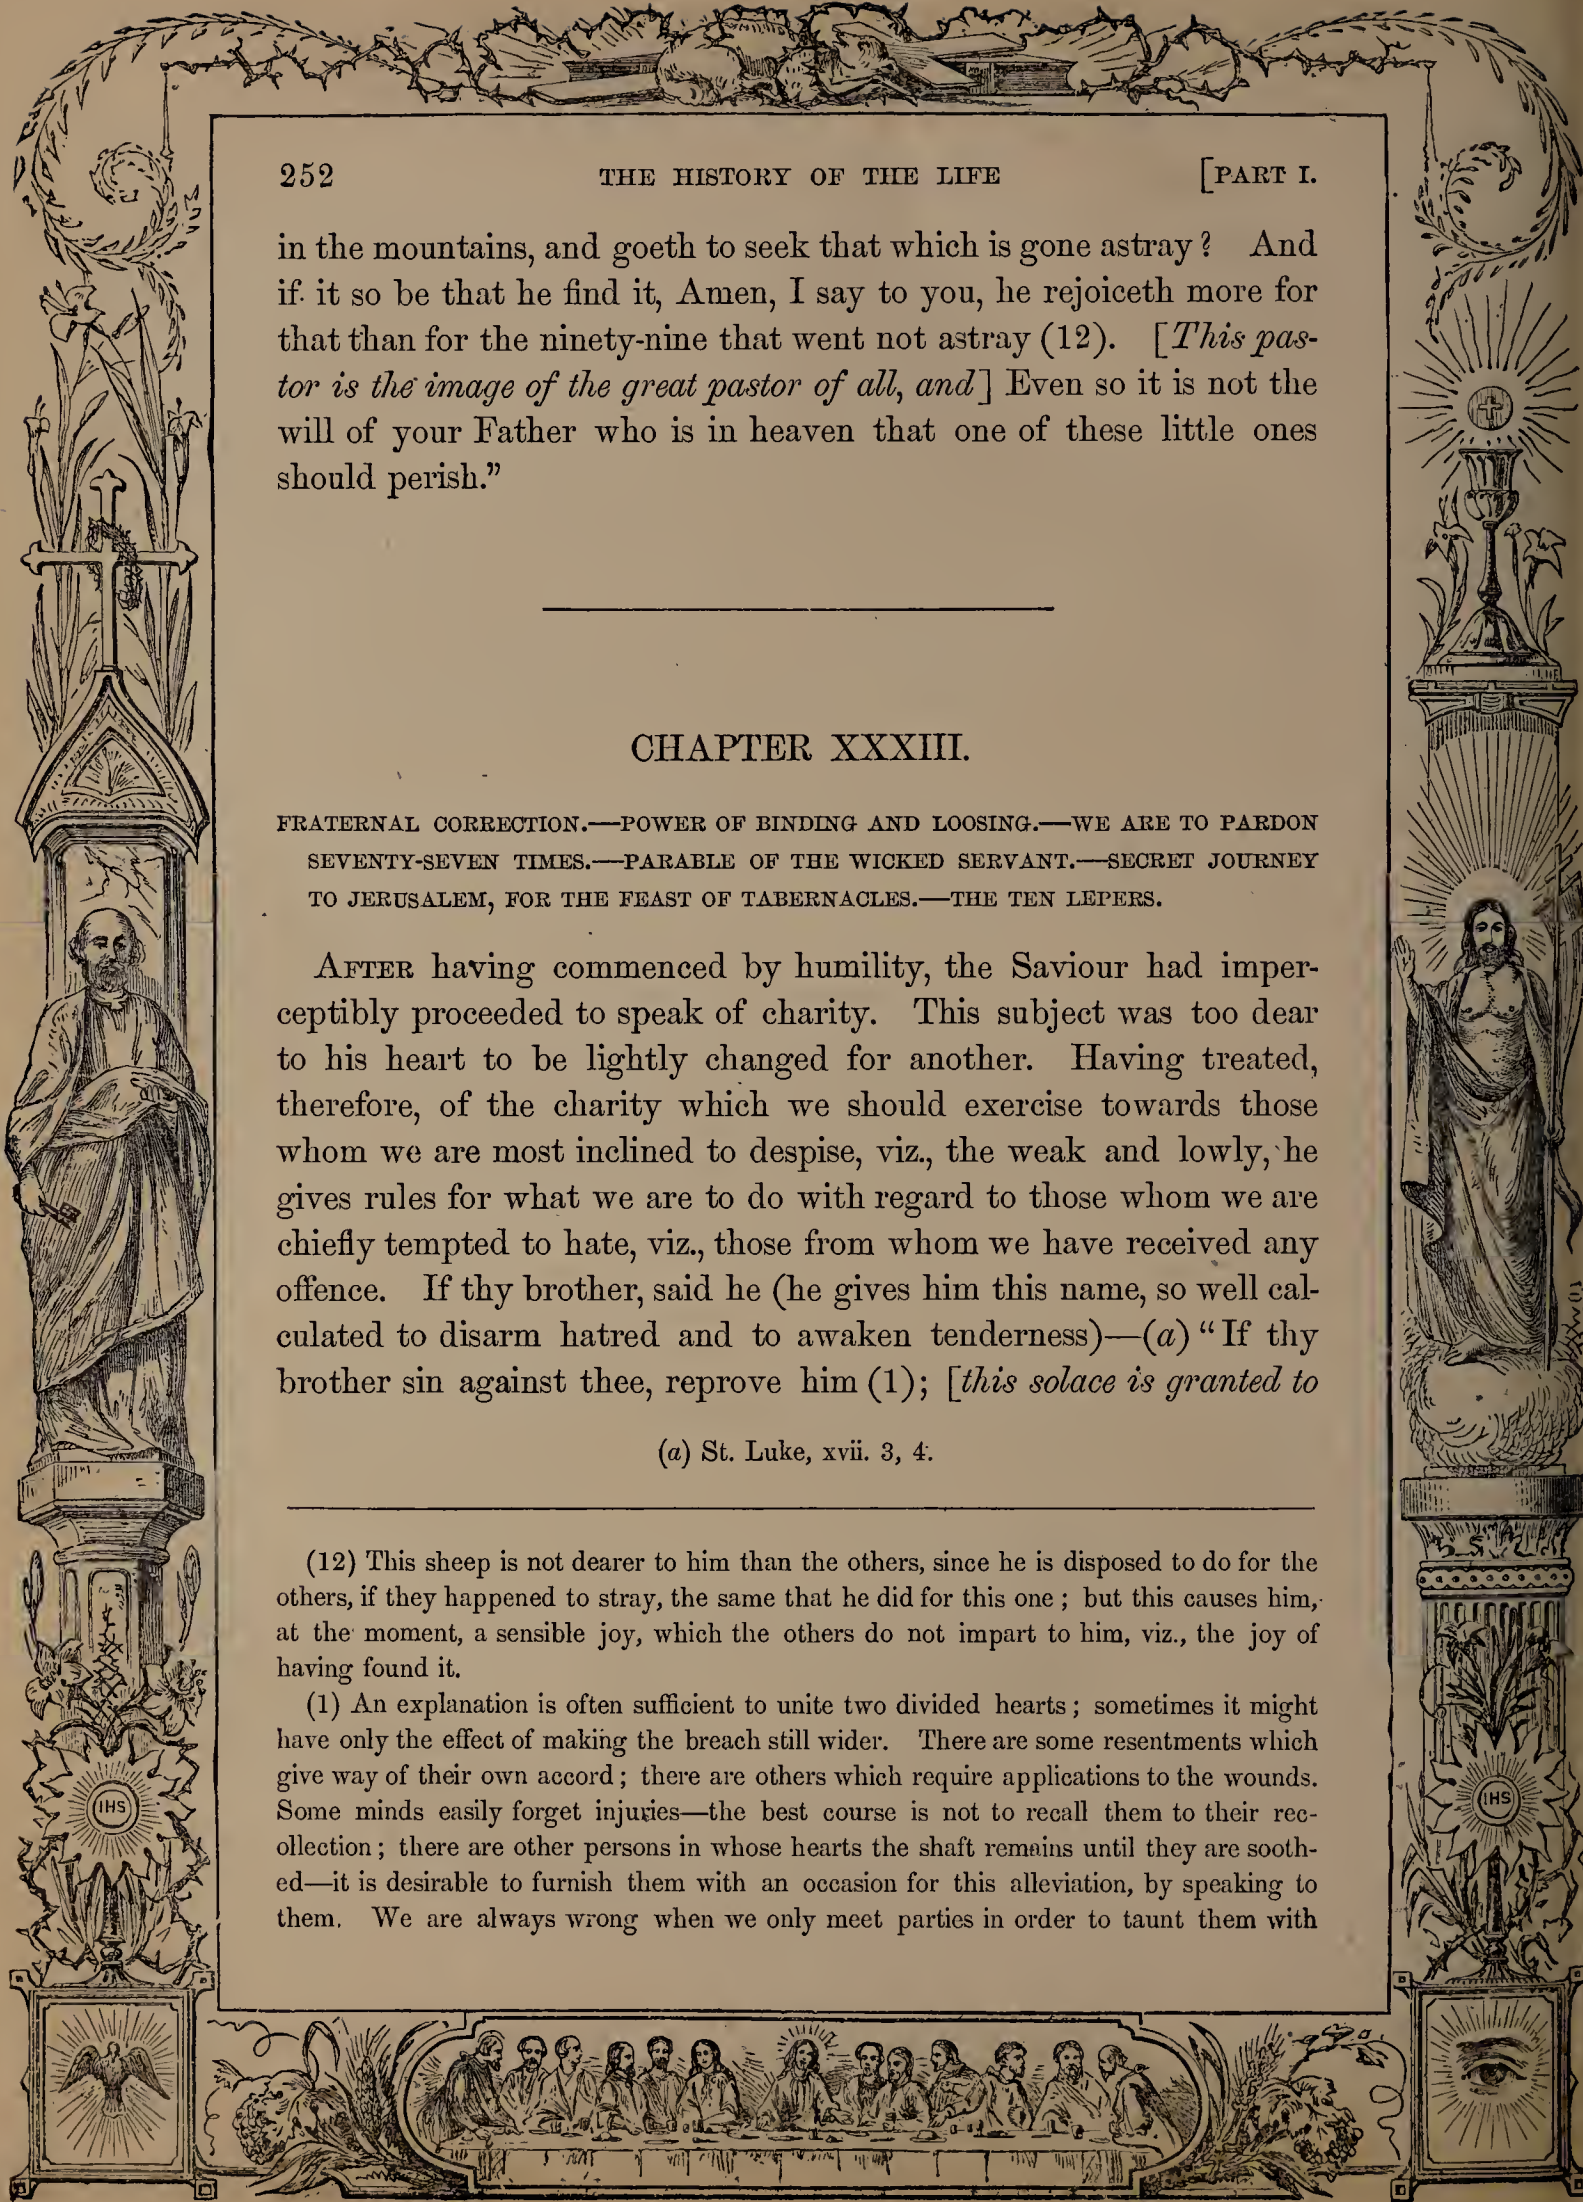 252 THE HISTORY OF THE LIFE [PART I.
in the mountains, and goeth to seek that which is gone astray ? And
if it so be that he find it, Amen, I say to you, he rejoiceth more for
that than for the ninety-nine that went not astray (12). [This pas-
tor is the image of the great pastor of all, and] Even so it is not the
will of your Father who is in heaven that one of these little ones
should perish.”
CHAPTER XXXIII.
FRATERNAL CORRECTION.—POWER OF BINDING AND LOOSING.—WE ARE TO PARDON
SEVENTY-SEVEN TIMES.—PARABLE OF THE WICKED SERVANT.—SECRET JOURNEY
TO JERUSALEM, FOR THE FEAST OF TABERNACLES.—THE TEN LEPERS.
AFTER having commenced by humility, the Saviour had imper-
ceptibly proceeded to speak of charity. This subject was too dear
to his heart to be lightly changed for another. Having treated,
therefore, of the charity which we should exercise towards those
whom we are most inclined to despise, viz., the weak and lowly, he
gives rules for what we are to do with regard to those whom we are
chiefly tempted to hate, viz., those from whom we have received any
offence. If thy brother, said he (he gives him this name, so well cal-
culated to disarm hatred and to awaken tenderness)—(a) “If thy
brother sin against thee, reprove him (1); [this solace is granted to
(a) St. Luke, xvii. 3, 4.
(12) This sheep is not dearer to him than the others, since he is disposed to do for the
others, if they happened to stray, the same that he did for this one ; but this causes him,
at the moment, a sensible joy, which the others do not impart to him, viz., the joy of
having found it.
(1) An explanation is often sufficient to unite two divided hearts ; sometimes it might
have only the effect of making the breach still wider. There are some resentments which
give way of their own accord ; there are others which require applications to the wounds.
Some minds easily forget injuries—the best course is not to recall them to their rec-
ollection ; there are other persons in whose hearts the shaft remains until they are sooth-
ed—it is desirable to furnish them with an occasion for this alleviation, by speaking to
them. We are always wrong when we only meet parties in order to taunt them with
IHS
IHS